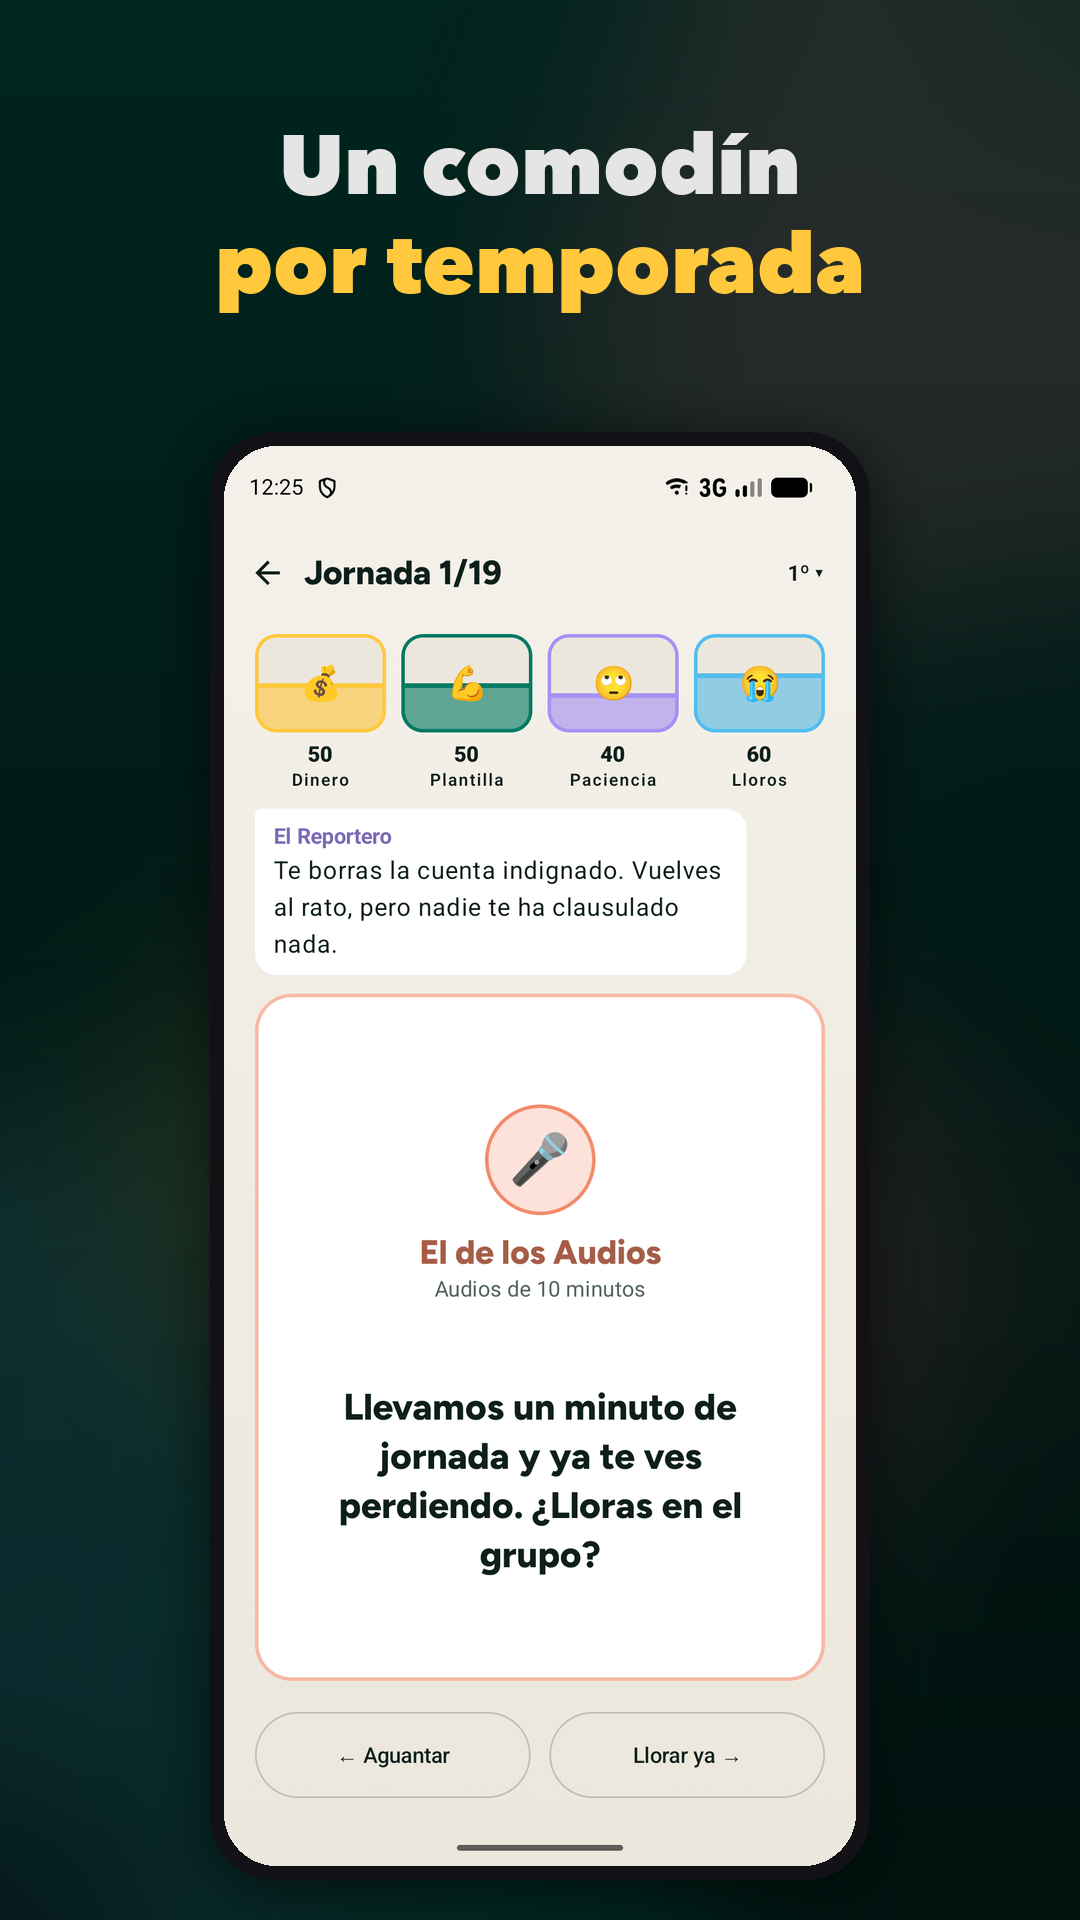 Un comodín
por temporada
12:25
3G
Jornada 1/19
1º ▾
50
Dinero
50
Plantilla
40
Paciencia
60
Lloros
El Reportero
Te borras la cuenta indignado. Vuelves
al rato, pero nadie te ha clausulado
nada.
El de los Audios
Audios de 10 minutos
Llevamos un minuto de
jornada y ya te ves
perdiendo. ¿Lloras en el
grupo?
← Aguantar
Llorar ya →